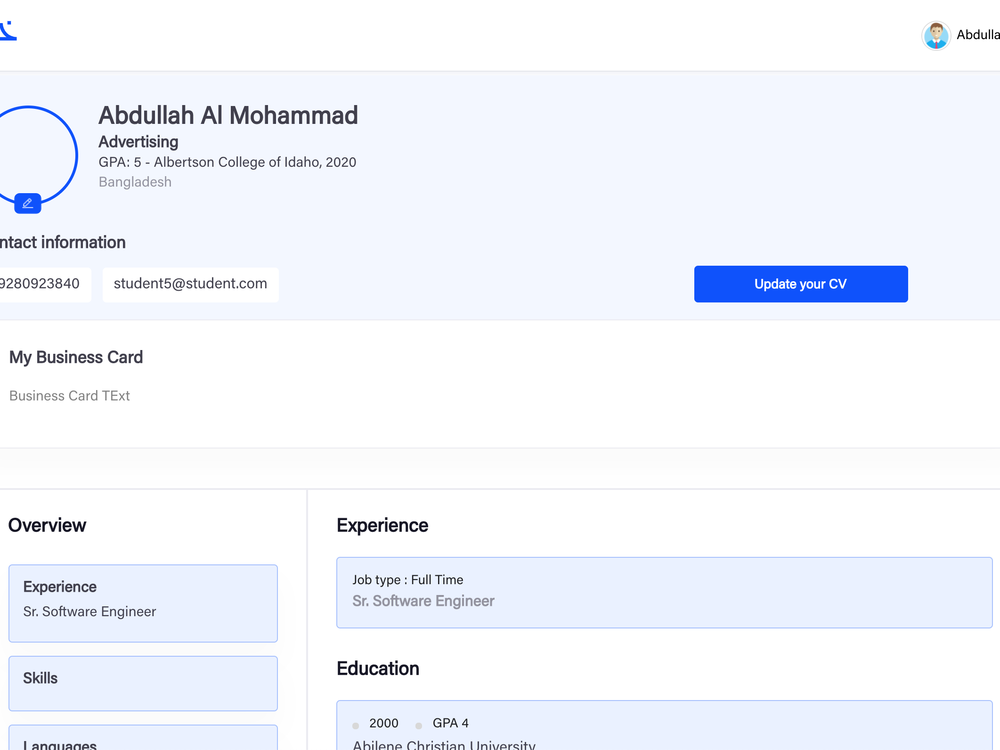 Abdulla
Abdullah Al Mohammad
Advertising
GPA: 5 - Albertson College of Idaho, 2020
Bangladesh
ntact information
9280923840
student5@student.com
Update your CV
My Business Card
Business Card TExt
Overview
Experience
Sr. Software Engineer
Skills
Languages
Experience
Job type : Full Time
Sr. Software Engineer
Education
2000 GPA 4
Abilene Christian University